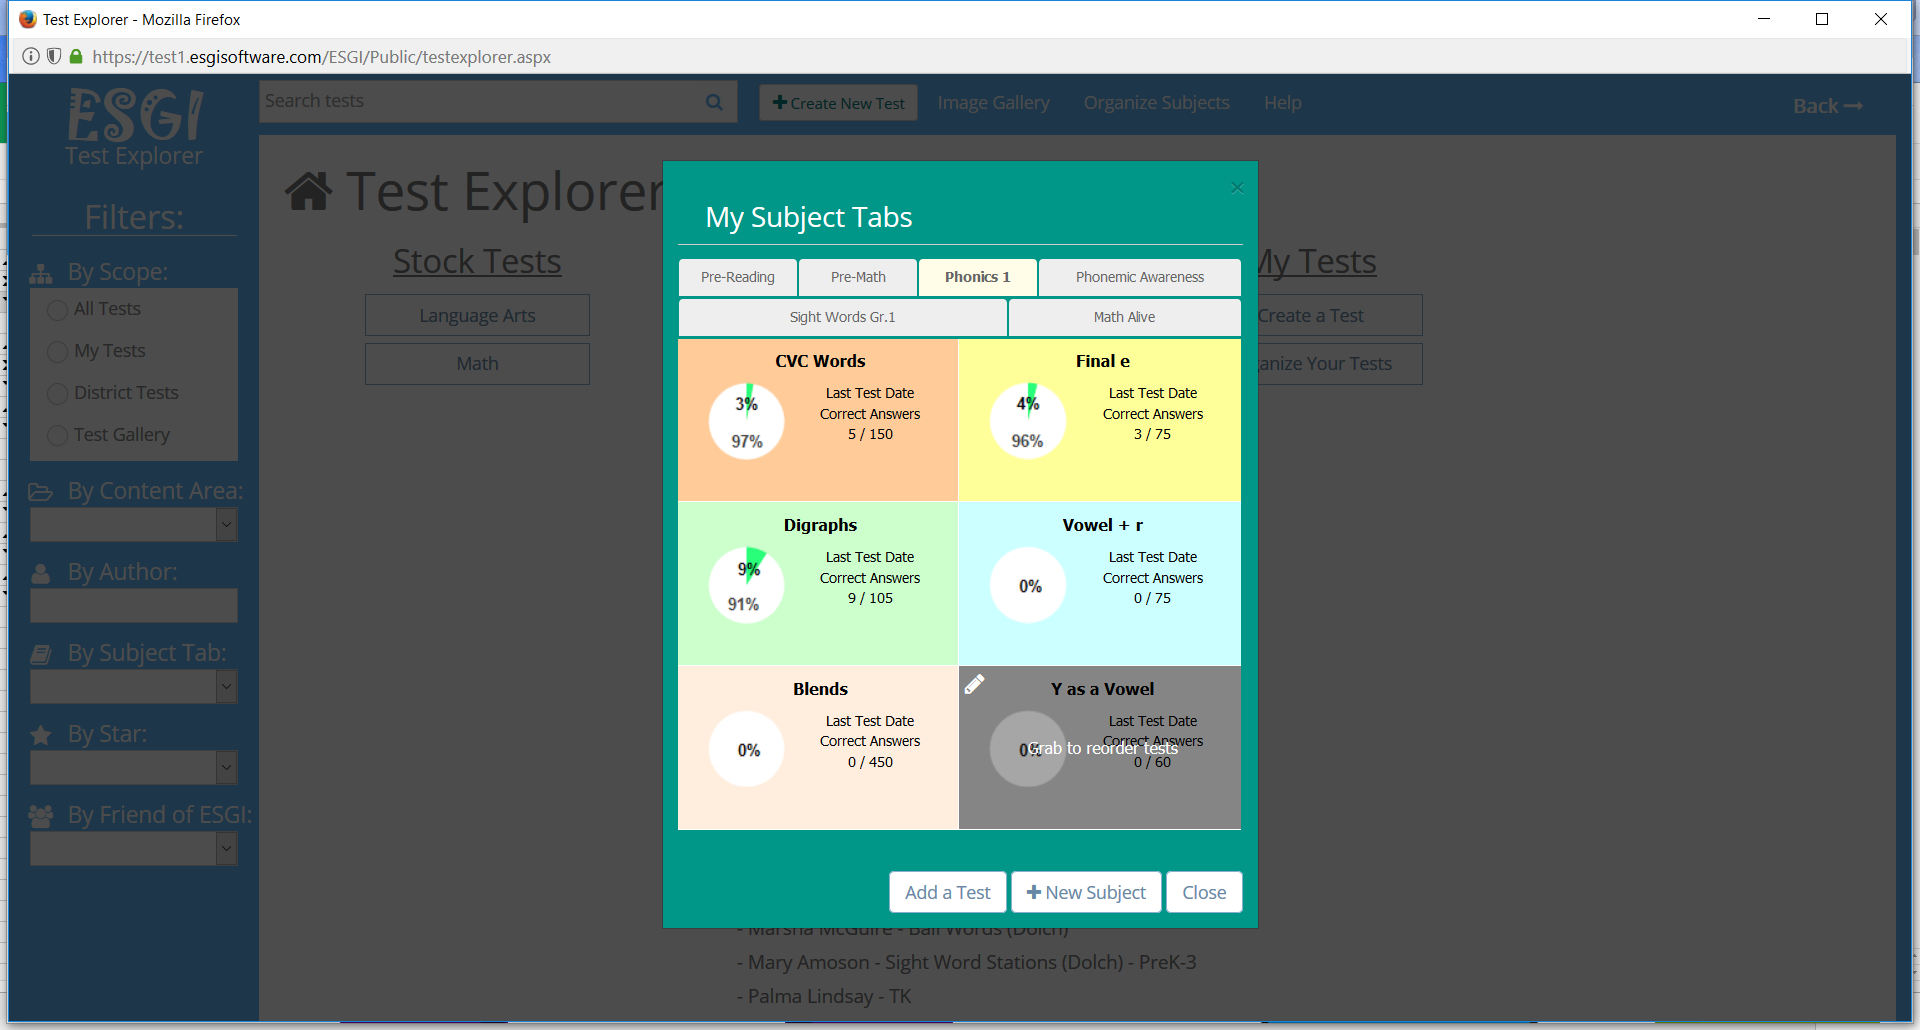 Test Explorer - Mozilla Firefox
https://test1.esgisoftware.com/ESGI/Public/testexplorer.aspx
ESGI
Test Explorer
Search tests
Create New Test
Image Gallery
Organize Subjects
Help
Back
Filters:
By Scope:
All Tests
My Tests
District Tests
Test Gallery
By Content Area:
By Author:
By Subject Tab:
By Star:
By Friend of ESGI:
Test Explorer
Stock Tests
Language Arts
Math
My Tests
Create a Test
Your Tests
My Subject Tabs
×
Pre-Reading
Pre-Math
Phonics 1
Phonemic Awareness
Sight Words Gr.1
Math Alive
CVC Words
3%
97%
Last Test Date
Correct Answers
5 / 150
Final e
4%
96%
Last Test Date
Correct Answers
3 / 75
Digraphs
9%
91%
Last Test Date
Correct Answers
9 / 105
Vowel + r
0%
Last Test Date
Correct Answers
0 / 75
Blends
0%
Last Test Date
Correct Answers
0 / 450
Y as a Vowel
0%
Last Test Date
Correct Answers
0 / 60
Grab to reorder tests
Add a Test
New Subject
Close
- Marsha McGuire - Ball Words (Dolch)
- Mary Amoson - Sight Word Stations (Dolch) - PreK-3
- Palma Lindsay - TK